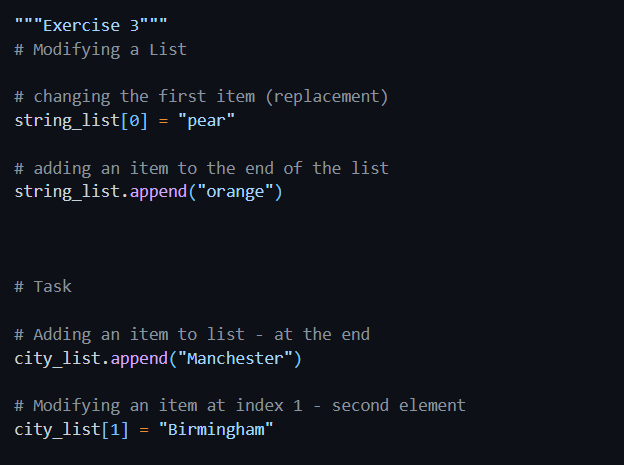 """Exercise 3"""
# Modifying a List
# changing the first item (replacement)
string_list[0] = "pear"
# adding an item to the end of the list
string_list.append("orange")
# Task
# Adding an item to list - at the end
city_list.append("Manchester")
# Modifying an item at index 1 - second element
city_list[1] = "Birmingham"